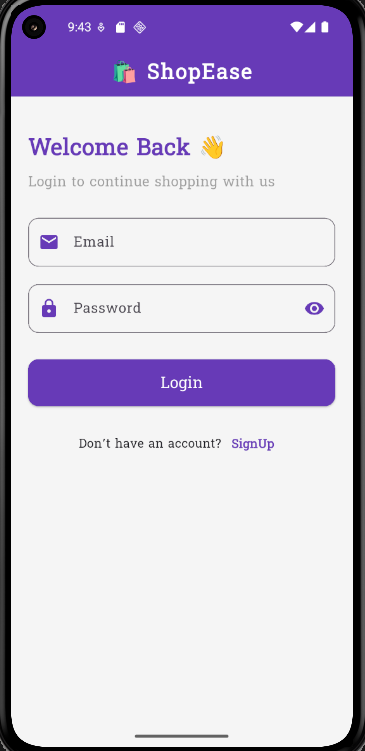 9:43
🛍️ ShopEase
Welcome Back 👋
Login to continue shopping with us
Email
Password
Login
Don't have an account? SignUp